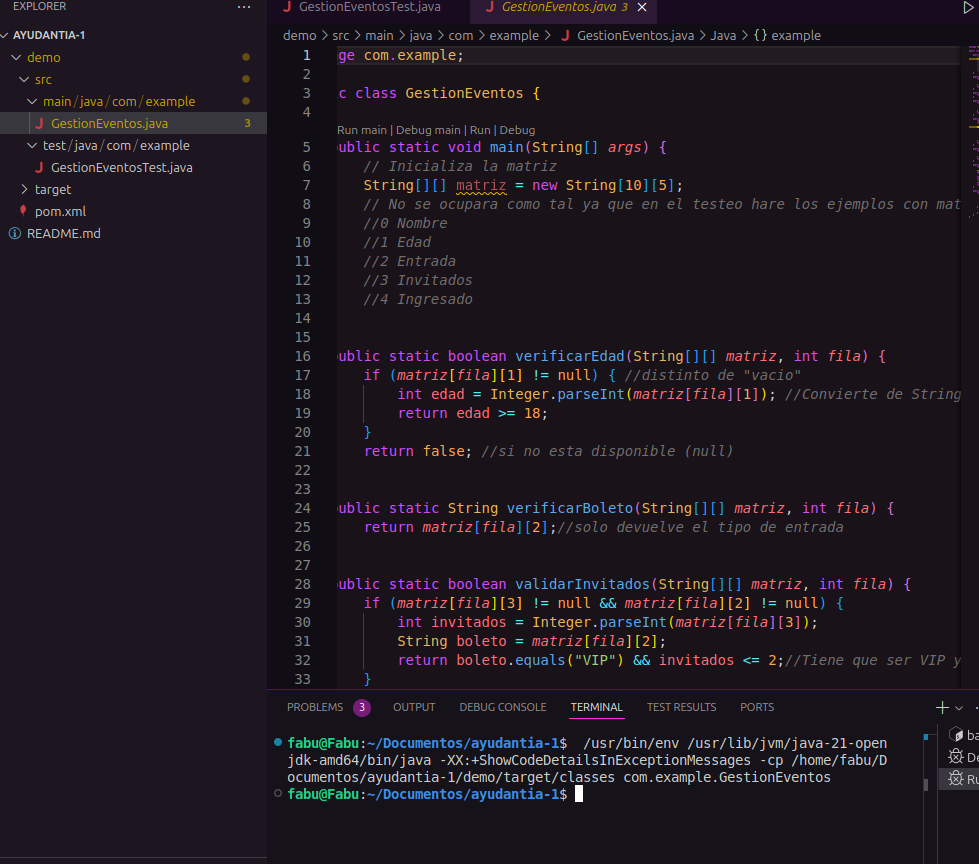 EXPLORER ...
AYUDANTIA-1
demo
src
main/java/com/example
GestionEventos.java 3
test/java/com/example
GestionEventosTest.java
target
pom.xml
README.md
GestionEventosTest.java GestionEventos.java 3
demo > src > main > java > com > example > GestionEventos.java > Java > {} example
1 ge com.example;
2
3 c class GestionEventos {
4
Run main | Debug main | Run | Debug
5 ublic static void main(String[] args) {
6 // Inicializa la matriz
7 String[][] matriz = new String[10][5];
8 // No se ocupara como tal ya que en el testeo hare los ejemplos con mat
9 //0 Nombre
10 //1 Edad
11 //2 Entrada
12 //3 Invitados
13 //4 Ingresado
14
15
16 ublic static boolean verificarEdad(String[][] matriz, int fila) {
17 if (matriz[fila][1] != null) { //distinto de "vacio"
18 int edad = Integer.parseInt(matriz[fila][1]); //Convierte de String
19 return edad >= 18;
20 }
21 return false; //si no esta disponible (null)
22
23
24 ublic static String verificarBoleto(String[][] matriz, int fila) {
25 return matriz[fila][2];//solo devuelve el tipo de entrada
26
27
28 ublic static boolean validarInvitados(String[][] matriz, int fila) {
29 if (matriz[fila][3] != null && matriz[fila][2] != null) {
30 int invitados = Integer.parseInt(matriz[fila][3]);
31 String boleto = matriz[fila][2];
32 return boleto.equals("VIP") && invitados <= 2;//Tiene que ser VIP y
33 }
PROBLEMS 3 OUTPUT DEBUG CONSOLE TERMINAL TEST RESULTS PORTS
fabu@Fabu:~/Documentos/ayudantia-1$ /usr/bin/env /usr/lib/jvm/java-21-open
jdk-amd64/bin/java -XX:+ShowCodeDetailsInExceptionMessages -cp /home/fabu/D
ocumentos/ayudantia-1/demo/target/classes com.example.GestionEventos
fabu@Fabu:~/Documentos/ayudantia-1$
ba
De
Ru